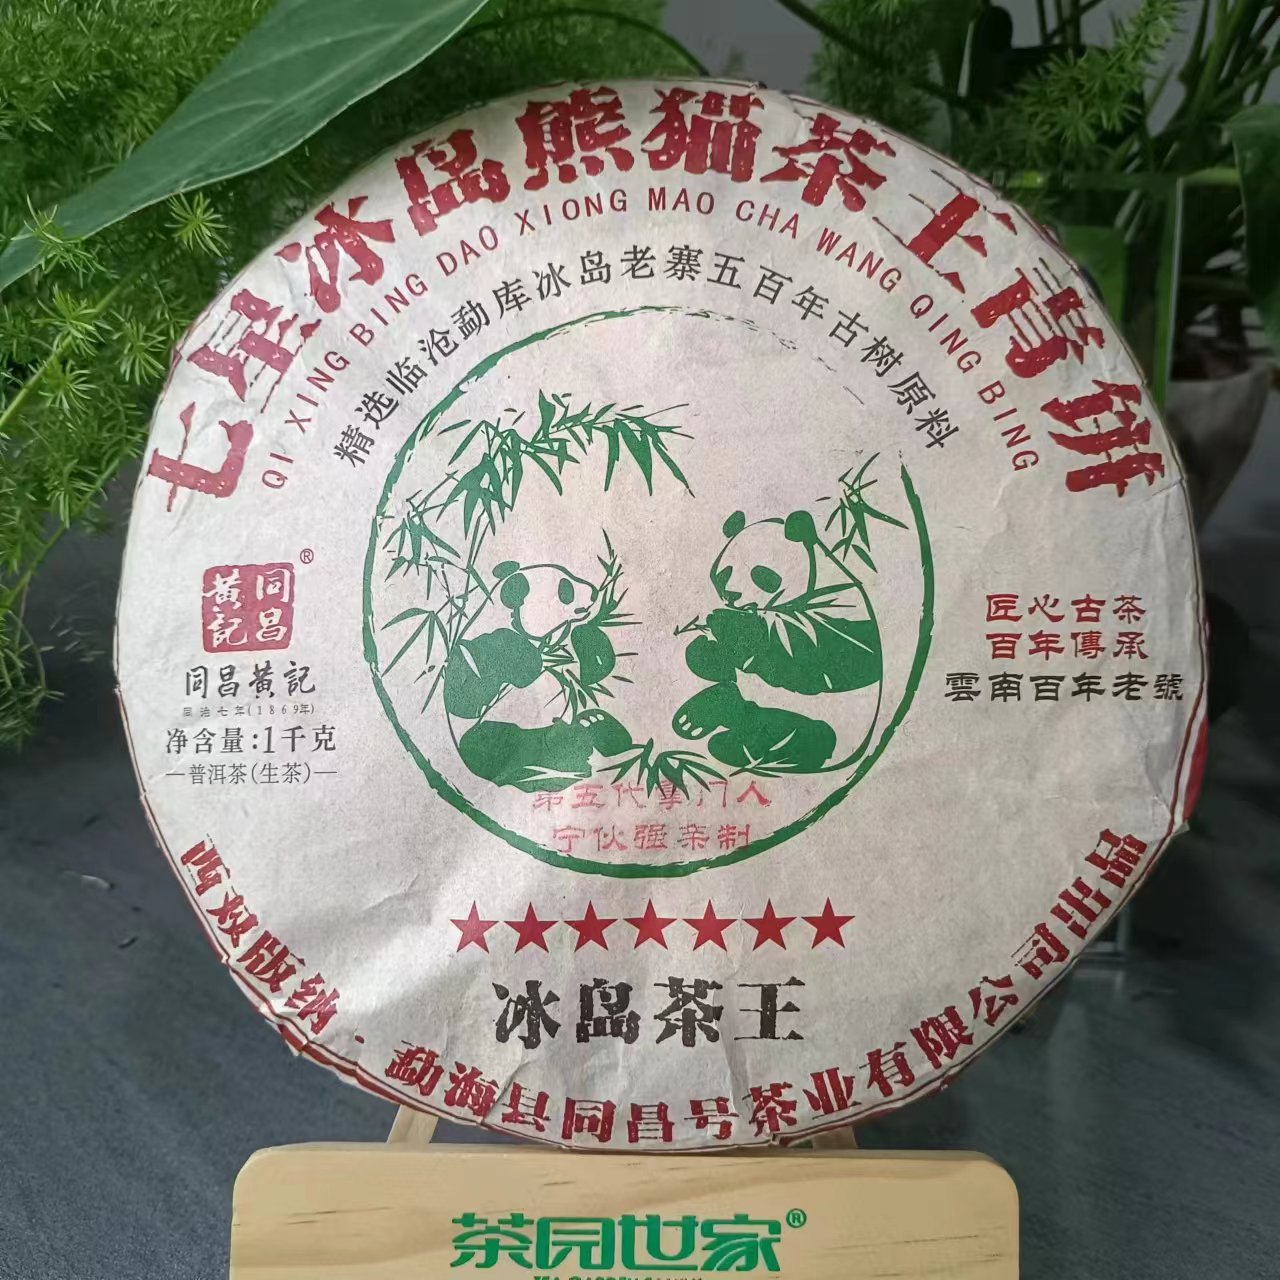 七星冰岛熊猫茶王青饼
QI XING BING DAO XIONG MAO CHA WANG QING BING
精选临沧勐库冰岛老寨五百年古树原料
同昌
黃記
®
同昌黃記
同治七年(1869年)
净含量:1千克
—普洱茶(生茶)—
匠心古茶
百年傳承
雲南百年老號
第五代掌门人
宁伙强亲制
★★★★★★★
冰岛茶王
西双版纳·勐海县同昌号茶业有限公司出品
茶园世家®